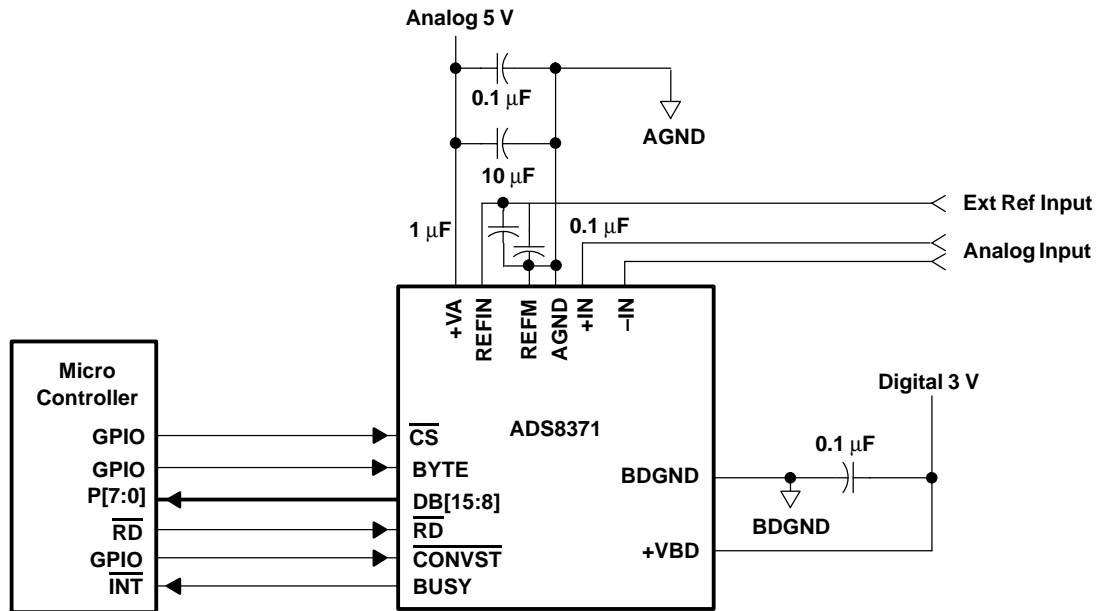 Analog 5 V
0.1 μF
AGND
10 μF
Ext Ref Input
1 μF
0.1 μF
Analog Input
+VA
REFIN
REFM
AGND
+IN
−IN
Micro
Controller
Digital 3 V
GPIO
CS
ADS8371
0.1 μF
GPIO
BYTE
BDGND
P[7:0]
DB[15:8]
BDGND
RD
RD
GPIO
CONVST
+VBD
INT
BUSY